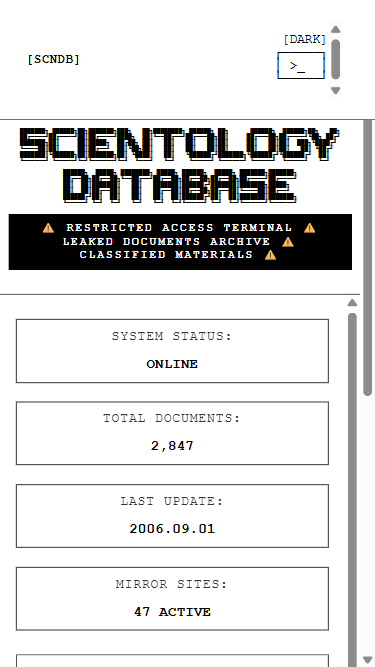 [DARK]
[SCNDB]
>_
SCIENTOLOGY
DATABASE
⚠ RESTRICTED ACCESS TERMINAL ⚠
LEAKED DOCUMENTS ARCHIVE ⚠
CLASSIFIED MATERIALS ⚠
SYSTEM STATUS:
ONLINE
TOTAL DOCUMENTS:
2,847
LAST UPDATE:
2006.09.01
MIRROR SITES:
47 ACTIVE